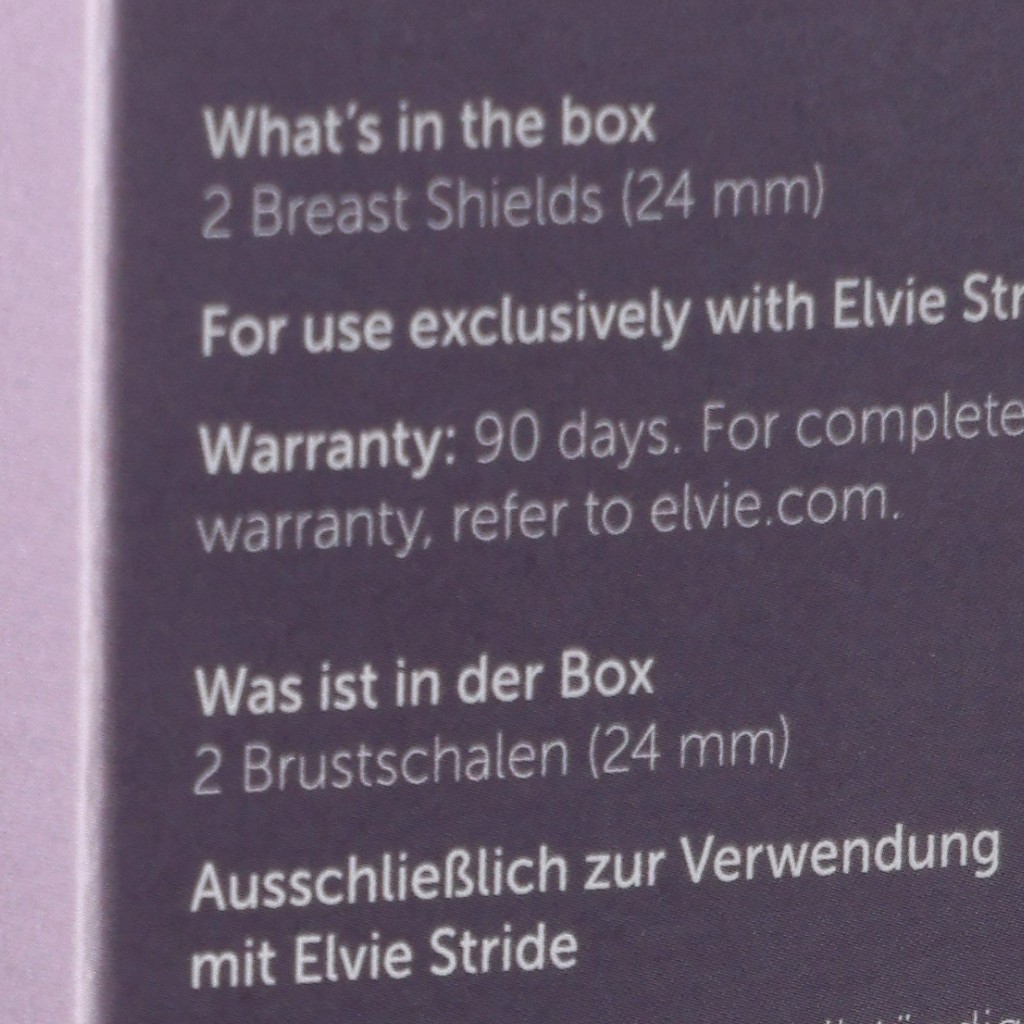 What's in the box
2 Breast Shields (24 mm)
For use exclusively with Elvie Str
Warranty: 90 days. For complete
warranty, refer to elvie.com.
Was ist in der Box
2 Brustschalen (24 mm)
Ausschließlich zur Verwendung
mit Elvie Stride